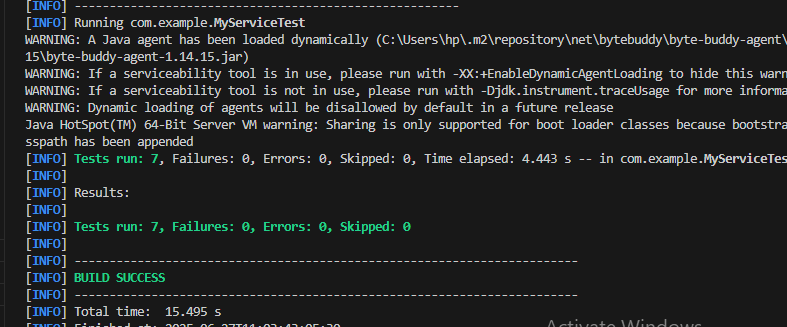 [INFO] -------------------------------------------------------
[INFO] Running com.example.MyServiceTest
WARNING: A Java agent has been loaded dynamically (C:\Users\hp\.m2\repository\net\bytebuddy\byte-buddy-agent\
15\byte-buddy-agent-1.14.15.jar)
WARNING: If a serviceability tool is in use, please run with -XX:+EnableDynamicAgentLoading to hide this warn
WARNING: If a serviceability tool is not in use, please run with -Djdk.instrument.traceUsage for more informa
WARNING: Dynamic loading of agents will be disallowed by default in a future release
Java HotSpot(TM) 64-Bit Server VM warning: Sharing is only supported for boot loader classes because bootstra
sspath has been appended
[INFO] Tests run: 7, Failures: 0, Errors: 0, Skipped: 0, Time elapsed: 4.443 s -- in com.example.MyServiceTes
[INFO]
[INFO] Results:
[INFO]
[INFO] Tests run: 7, Failures: 0, Errors: 0, Skipped: 0
[INFO]
[INFO] ------------------------------------------------------------------------
[INFO] BUILD SUCCESS
[INFO] ------------------------------------------------------------------------
[INFO] Total time:  15.495 s
[INFO] Finished at:
Activate Windows